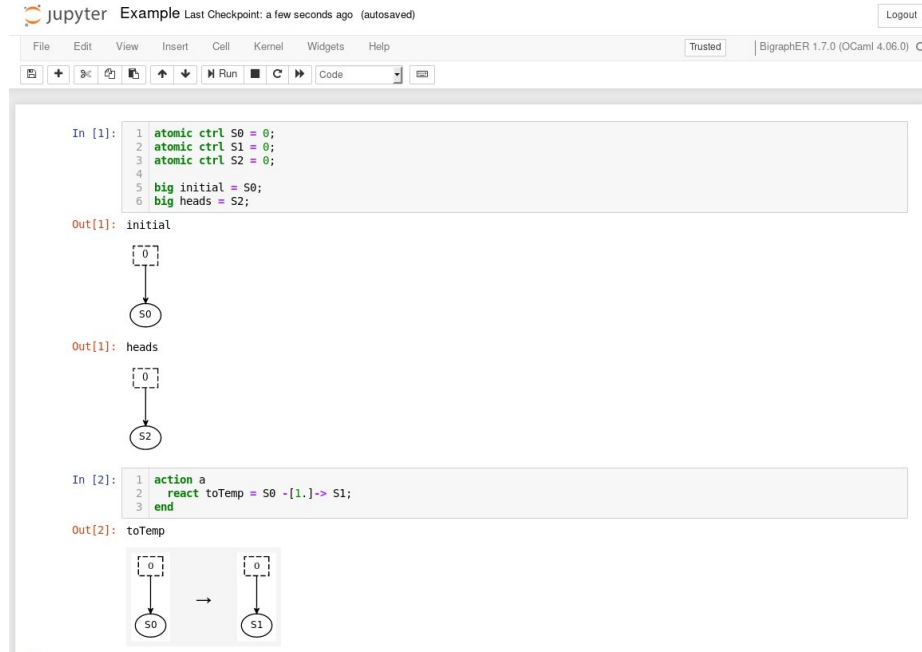 jupyter Example Last Checkpoint: a few seconds ago (autosaved)
Logout
File Edit View Insert Cell Kernel Widgets Help
Trusted BigraphER 1.7.0 (OCaml 4.06.0)
Run Code
In [1]:
1 atomic ctrl S0 = 0;
2 atomic ctrl S1 = 0;
3 atomic ctrl S2 = 0;
4
5 big initial = S0;
6 big heads = S2;
Out[1]: initial
0
S0
Out[1]: heads
0
S2
In [2]:
1 action a
2 react toTemp = S0 -[1.]-> S1;
3 end
Out[2]: toTemp
0 0
→
S0 S1